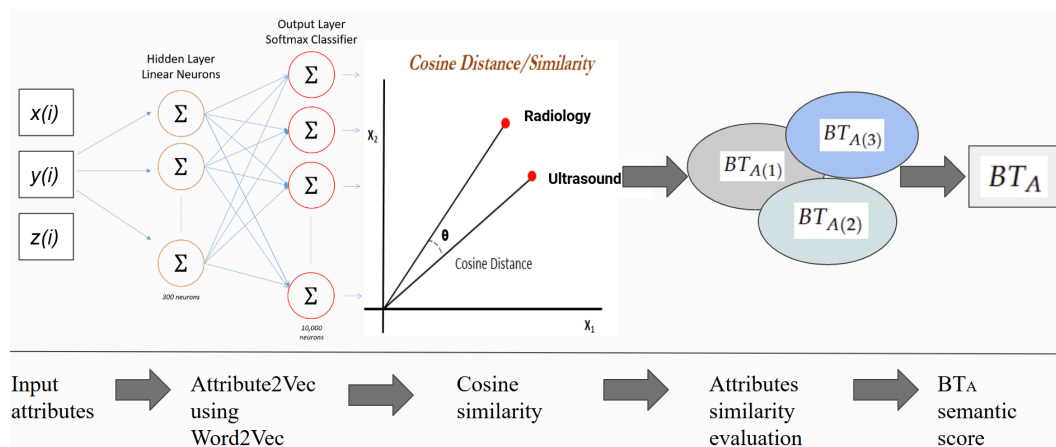 Output Layer
Softmax Classifier
Hidden Layer
Linear Neurons
x(i)
y(i)
z(i)
Σ
Σ
Σ
300 neurons
Σ
Σ
Σ
Σ
10,000
neurons
Cosine Distance/Similarity
X2
Radiology
Ultrasound
θ
Cosine Distance
X1
BTA(1)
BTA(3)
BTA(2)
BTA
Input
attributes
Attribute2Vec
using
Word2Vec
Cosine
similarity
Attributes
similarity
evaluation
BTA
semantic
score